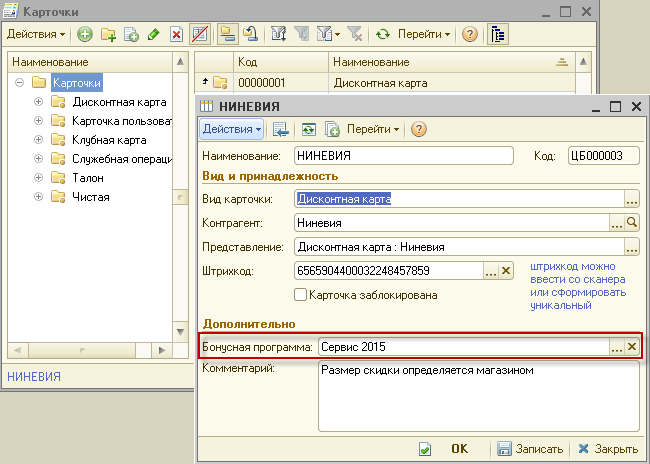 Карточки
Действия
Перейти
Наименование
Код
Наименование
Карточки
00000001
Дисконтная карта
Дисконтная карта
Карточка пользоват
Клубная карта
Служебная операци
Талон
Чистая
НИНЕВИЯ
НИНЕВИЯ
Действия
Перейти
Наименование:
НИНЕВИЯ
Код:
ЦБ000003
Вид и принадлежность
Вид карточки:
Дисконтная карта
Контрагент:
Ниневия
Представление:
Дисконтная карта : Ниневия
Штрихкод:
6565904400032248457859
штрихкод можно
ввести со сканера
или сформировать
уникальный
Карточка заблокирована
Дополнительно
Бонусная программа:
Сервис 2015
Комментарий:
Размер скидки определяется магазином
OK
Записать
Закрыть